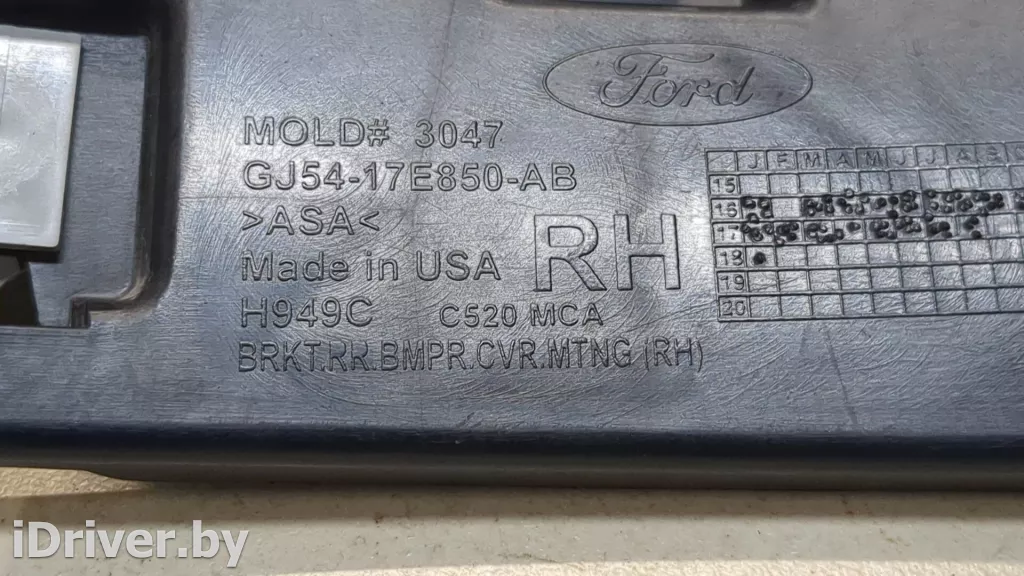 Ford
MOLD# 3047
GJ54-17E850-AB
>ASA<
RH
Made in USA
H949C C520 MCA
BRKT.RR.BMPR.CVR.MTNG (RH)
J F M A M J J A S O
15
16
17
18
19
20
iDriver.by